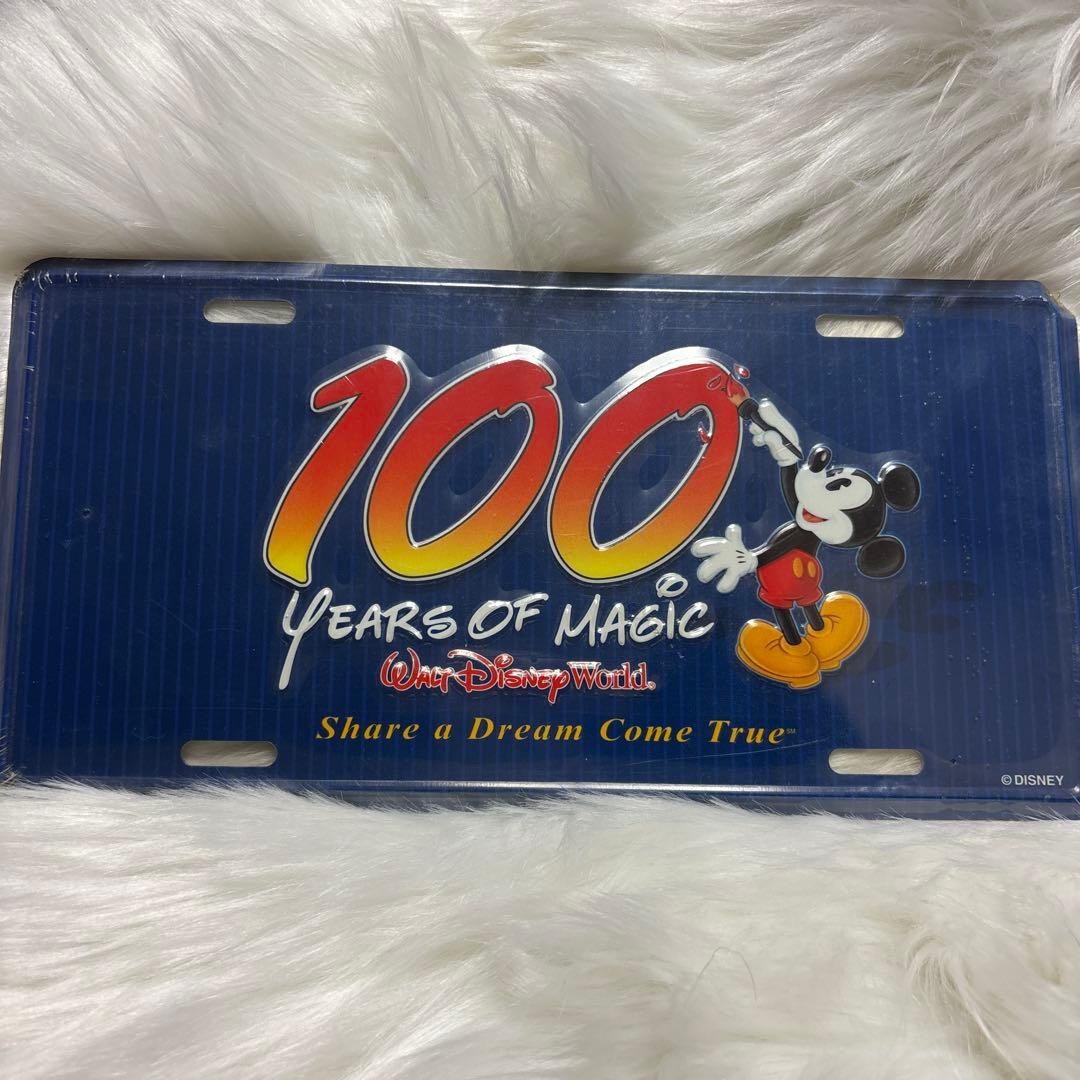 100
YEARS OF MAGIC
WALT DISNEY World®
Share a Dream Come True℠
© DISNEY